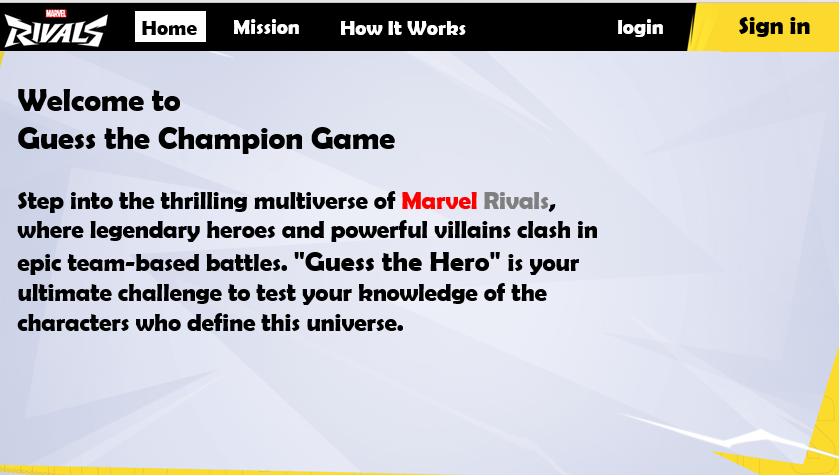 MARVEL
RIVALS
Home Mission How It Works login Sign in
Welcome to
Guess the Champion Game
Step into the thrilling multiverse of Marvel Rivals,
where legendary heroes and powerful villains clash in
epic team-based battles. "Guess the Hero" is your
ultimate challenge to test your knowledge of the
characters who define this universe.